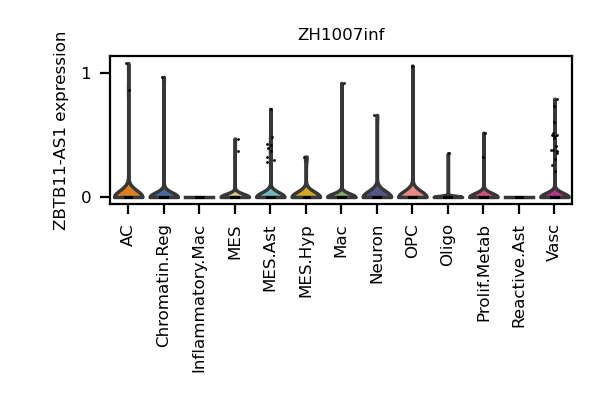 ZH1007inf
ZBTB11-AS1 expression
1
0
AC
Chromatin.Reg
Inflammatory.Mac
MES
MES.Ast
MES.Hyp
Mac
Neuron
OPC
Oligo
Prolif.Metab
Reactive.Ast
Vasc